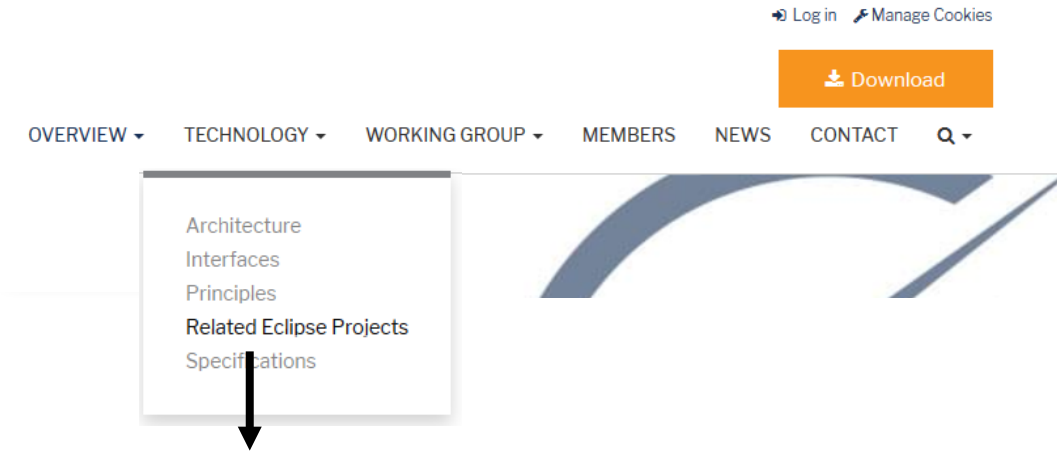 Log in Manage Cookies
Download
OVERVIEW TECHNOLOGY WORKING GROUP MEMBERS NEWS CONTACT
Architecture
Interfaces
Principles
Related Eclipse Projects
Specifications